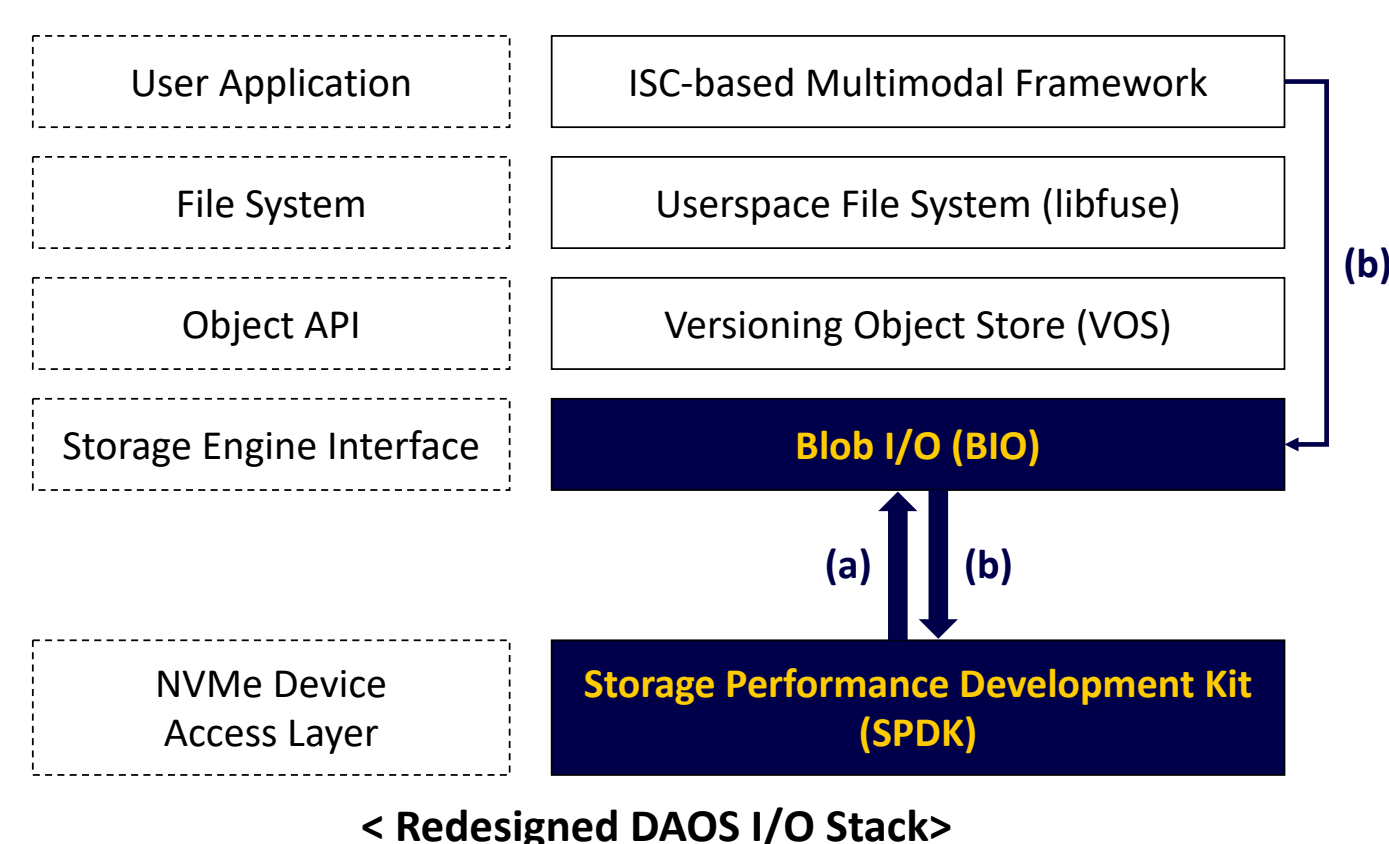 User Application
ISC-based Multimodal Framework
File System
Userspace File System (libfuse)
(b)
Object API
Versioning Object Store (VOS)
Storage Engine Interface
Blob I/O (BIO)
(a)
(b)
NVMe Device
Access Layer
Storage Performance Development Kit
(SPDK)
< Redesigned DAOS I/O Stack>